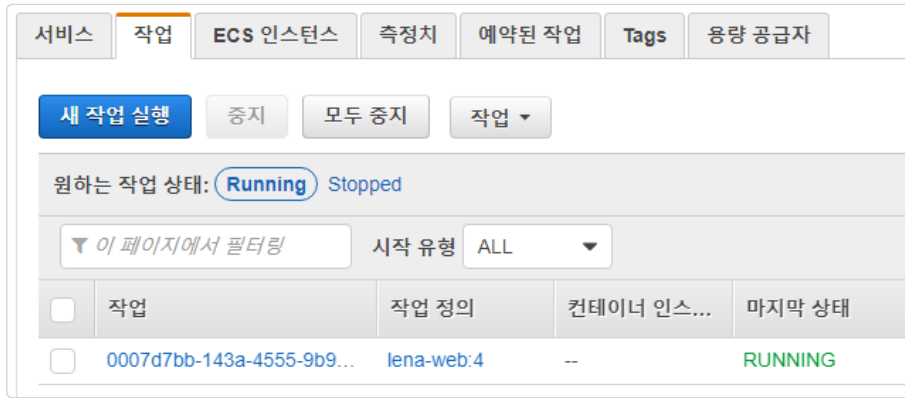 서비스 작업 ECS 인스턴스 측정치 예약된 작업 Tags 용량 공급자
새 작업 실행 중지 모두 중지 작업
원하는 작업 상태: Running Stopped
이 페이지에서 필터링 시작 유형 ALL
작업 작업 정의 컨테이너 인스... 마지막 상태
0007d7bb-143a-4555-9b9... lena-web:4 -- RUNNING